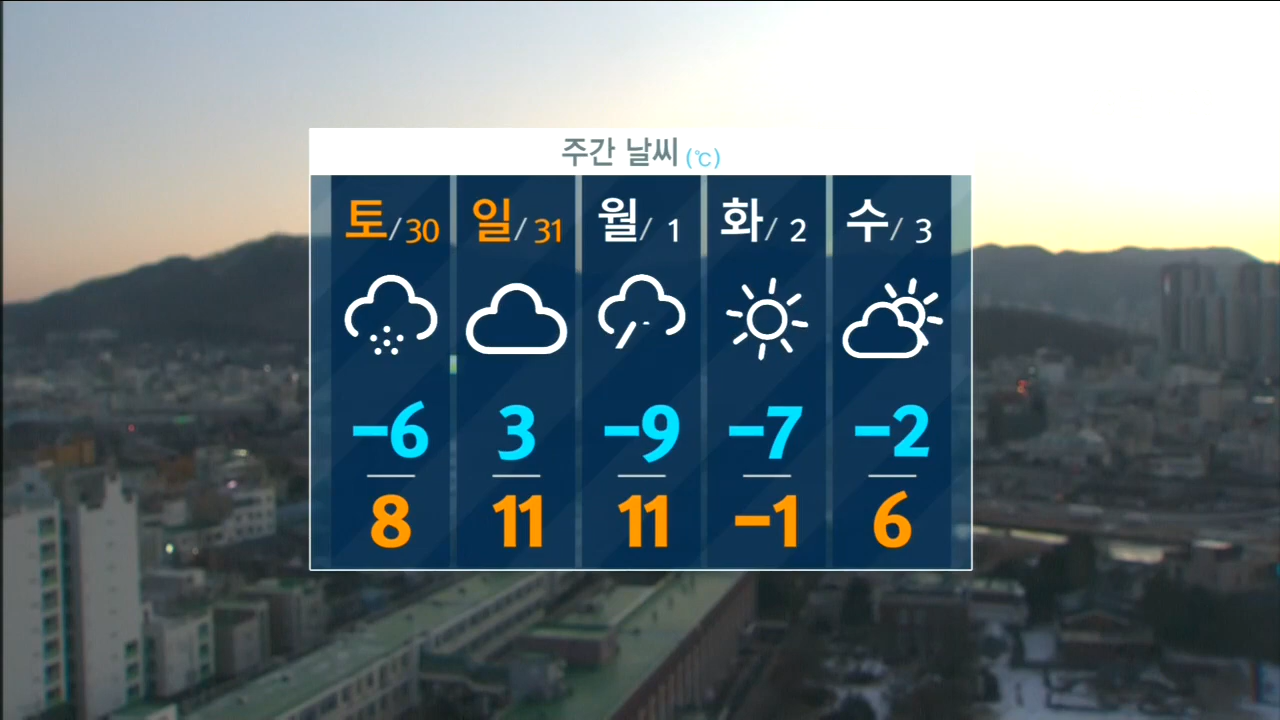 주간 날씨 (℃)
토/30 일/31 월/ 1 화/ 2 수/ 3
-6 3 -9 -7 -2
8 11 11 -1 6